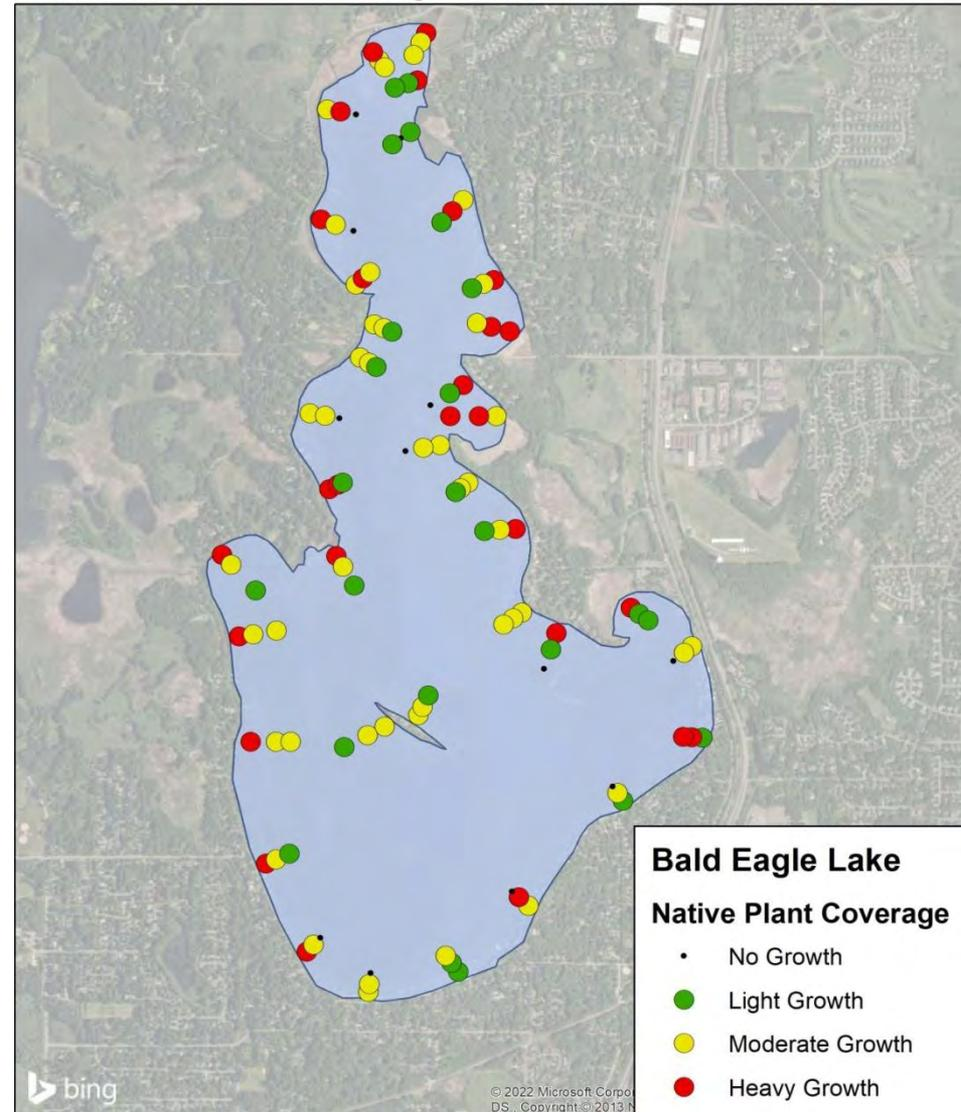 Bald Eagle Lake
Native Plant Coverage
No Growth
Light Growth
Moderate Growth
Heavy Growth
bing
© 2022 Microsoft
DS, Copyright © 2013